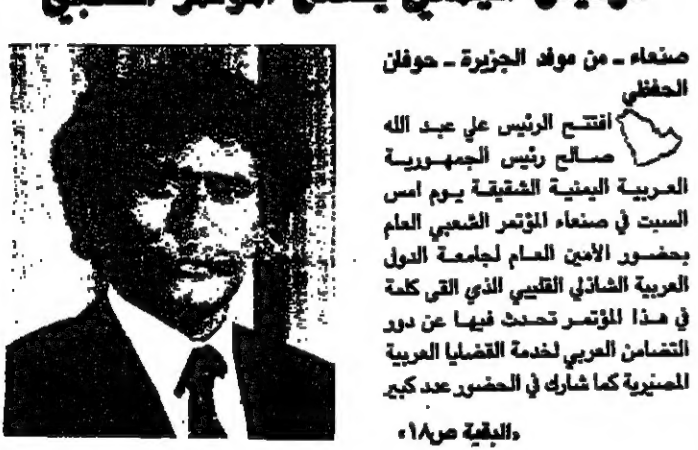 صنعاء - من موفد الجزيرة - حوفان
الحفظي
افتتح الرئيس علي عبد الله
صالح رئيس الجمهورية
العربية اليمنية الشقيقة يوم امس
السبت في صنعاء المؤتمر الشعبي العام
بحضور الأمين العام لجامعة الدول
العربية الشاذلي القليبي الذي القى كلمة
في هذا المؤتمر تحدث فيها عن دور
التضامن العربي لخدمة القضايا العربية
المصيرية كما شارك في الحضور عدد كبير
«البقية ص١٨»